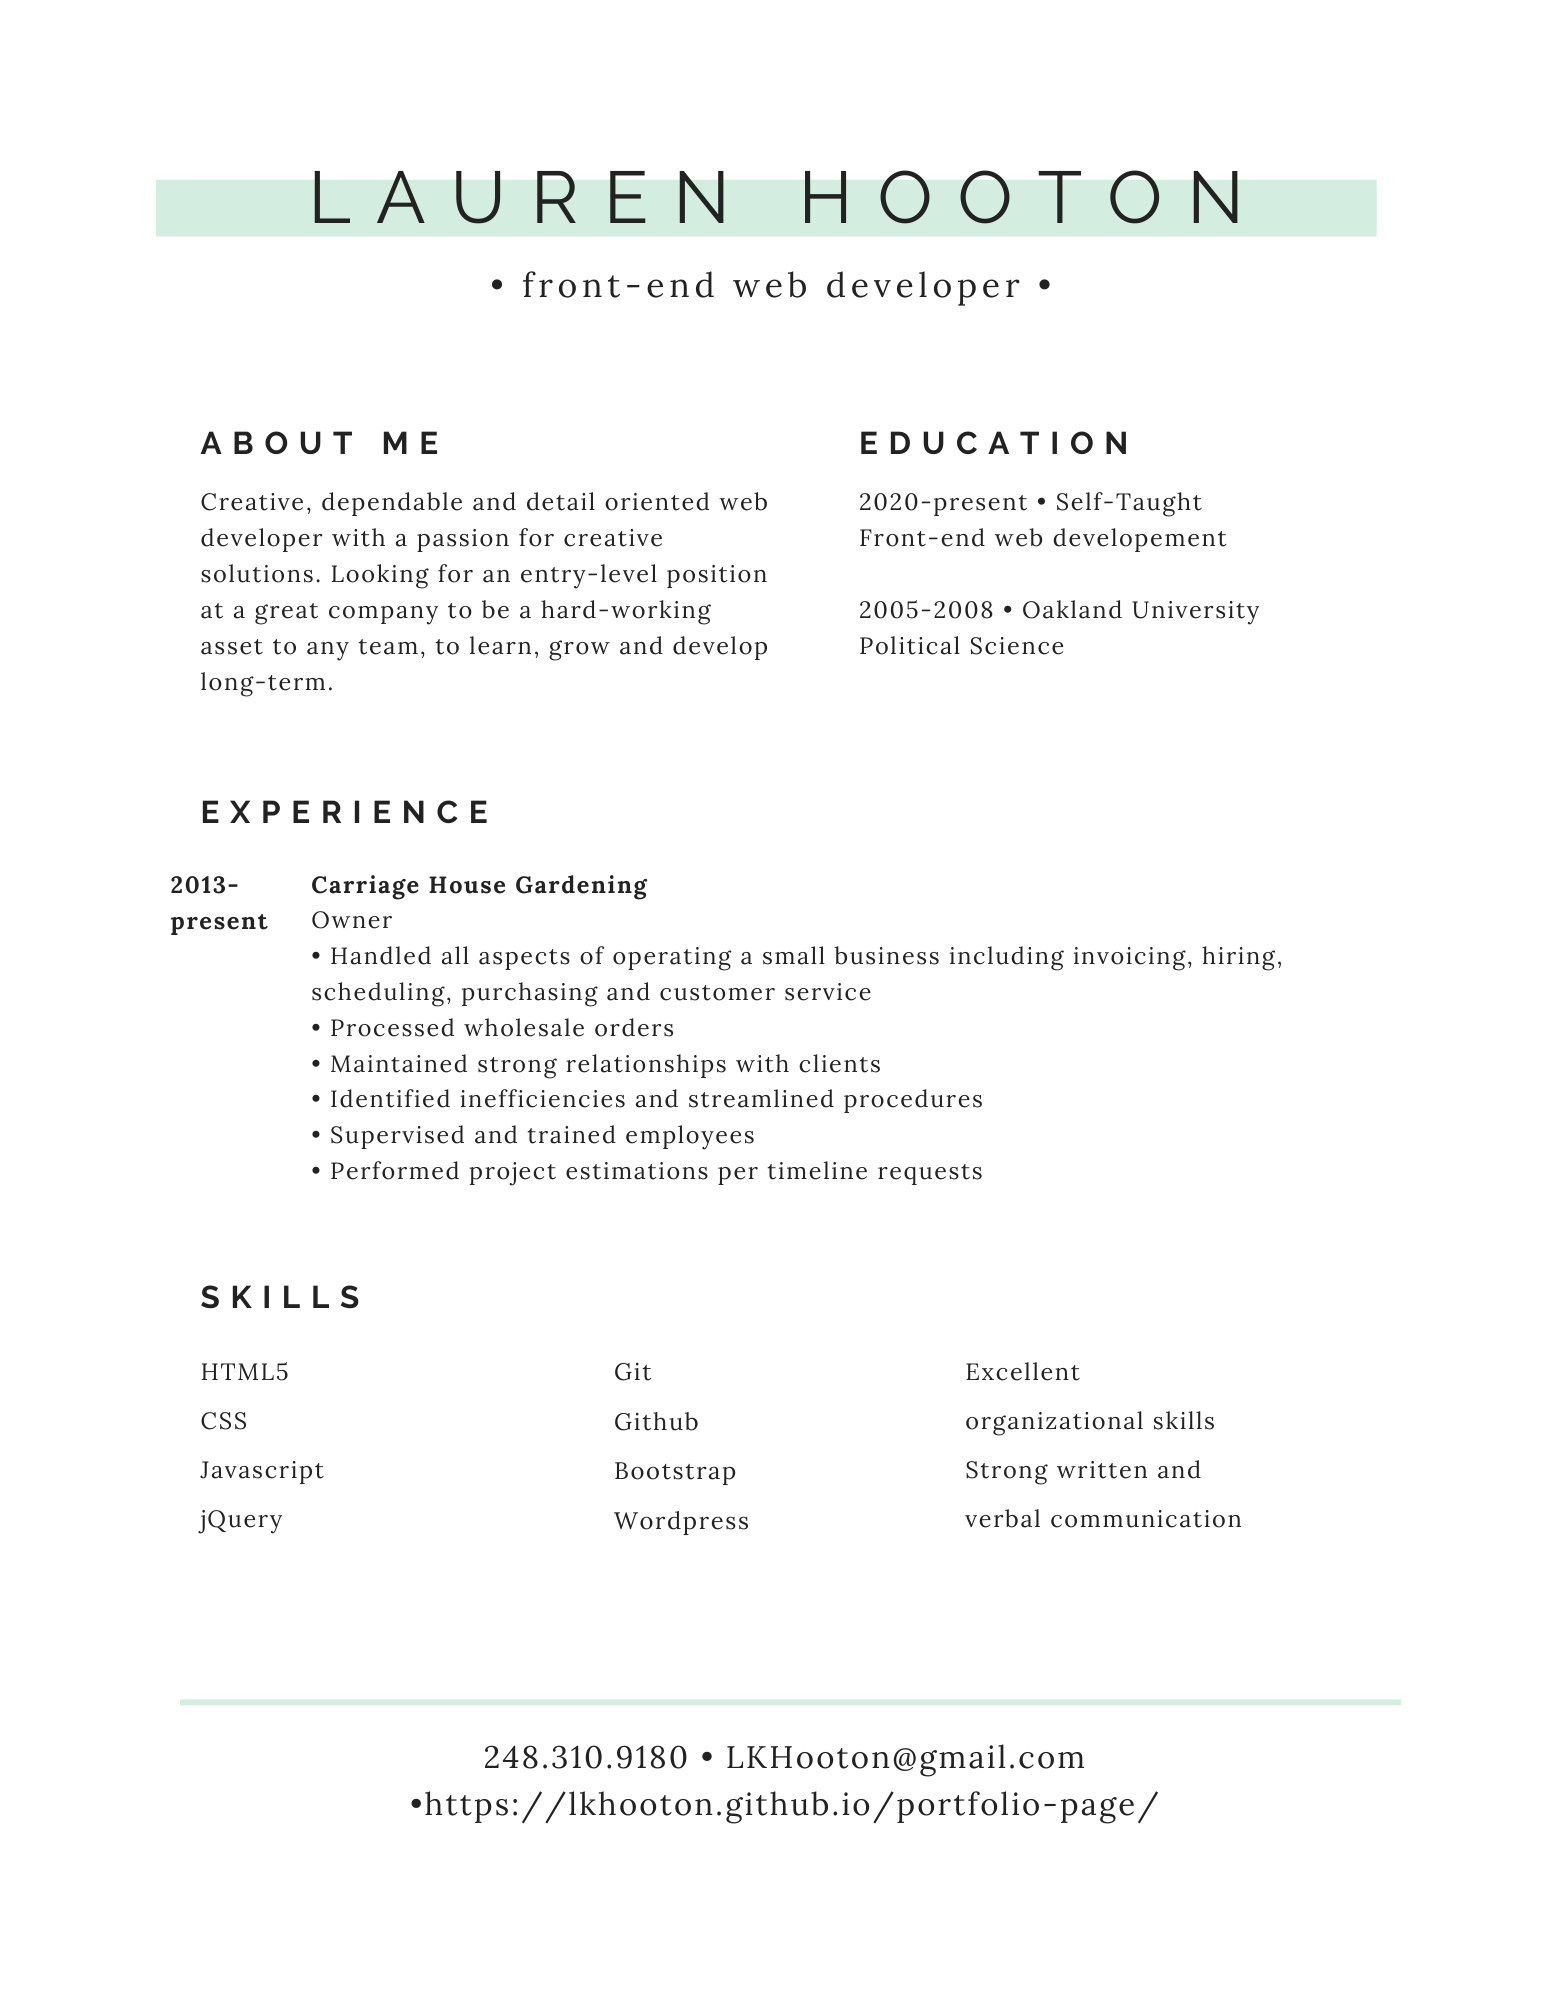 LAUREN HOOTON
• front-end web developer •
ABOUT ME
Creative, dependable and detail oriented web
developer with a passion for creative
solutions. Looking for an entry-level position
at a great company to be a hard-working
asset to any team, to learn, grow and develop
long-term.
EDUCATION
2020-present • Self-Taught
Front-end web developement
2005-2008 • Oakland University
Political Science
EXPERIENCE
2013-
present
Carriage House Gardening
Owner
• Handled all aspects of operating a small business including invoicing, hiring,
scheduling, purchasing and customer service
• Processed wholesale orders
• Maintained strong relationships with clients
• Identified inefficiencies and streamlined procedures
• Supervised and trained employees
• Performed project estimations per timeline requests
SKILLS
HTML5
CSS
Javascript
jQuery
Git
Github
Bootstrap
Wordpress
Excellent
organizational skills
Strong written and
verbal communication
248.310.9180 • LKHooton@gmail.com
•https://lkhooton.github.io/portfolio-page/